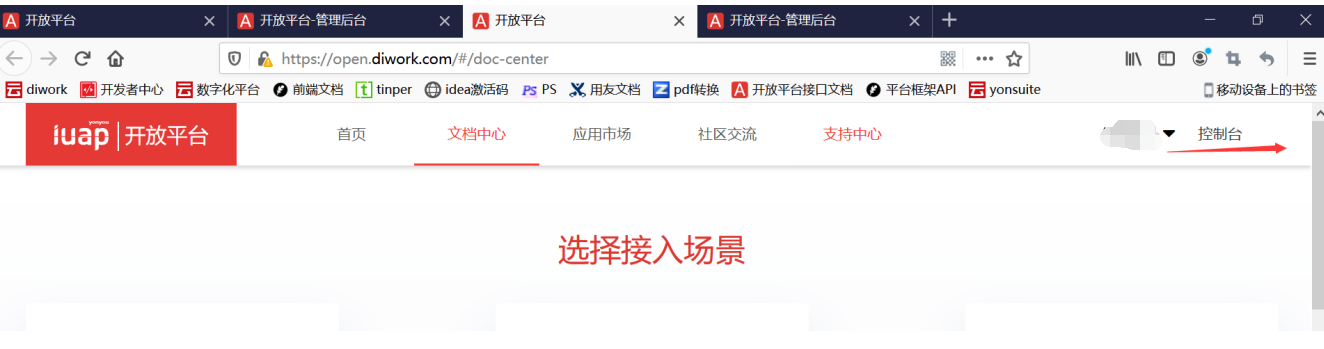 开放平台 开放平台-管理后台 开放平台 开放平台-管理后台
https://open.diwork.com/#/doc-center
diwork 开发者中心 数字化平台 前端文档 tinper idea激活码 PS 用友文档 pdf转换 开放平台接口文档 平台框架API yonsuite 移动设备上的书签
yonyou
iuap 开放平台 首页 文档中心 应用市场 社区交流 支持中心 控制台
选择接入场景